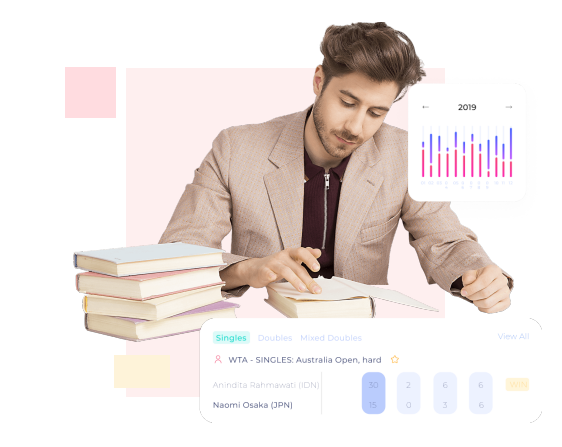 ← 2019 →
Singles Doubles Mixed Doubles View All
WTA - SINGLES: Australia Open, hard
Anindita Rahmawati (IDN) 30 2 6 6
Naomi Osaka (JPN) 15 0 3 6